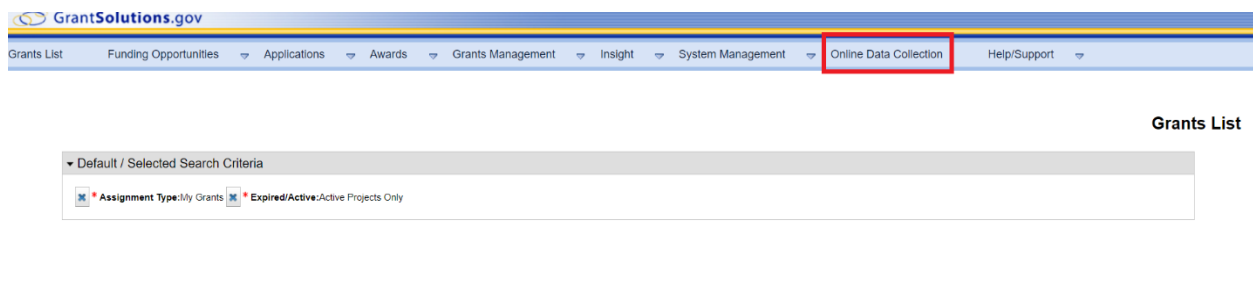 GrantSolutions.gov
Grants List Funding Opportunities Applications Awards Grants Management Insight System Management Online Data Collection Help/Support
Grants List
Default / Selected Search Criteria
* Assignment Type:My Grants * Expired/Active:Active Projects Only